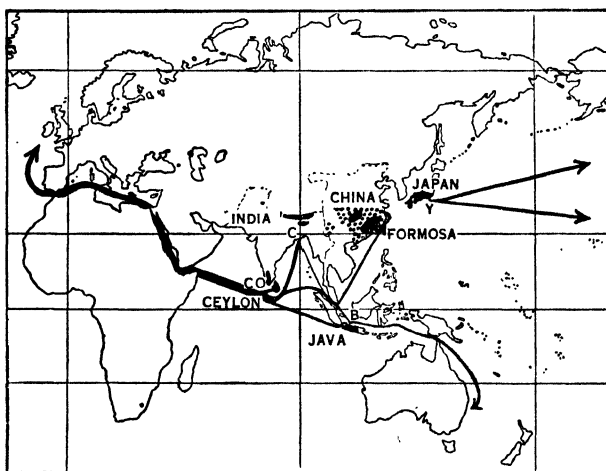 JAPAN
CHINA
Y
INDIA
FORMOSA
C
CO
CEYLON
B
JAVA